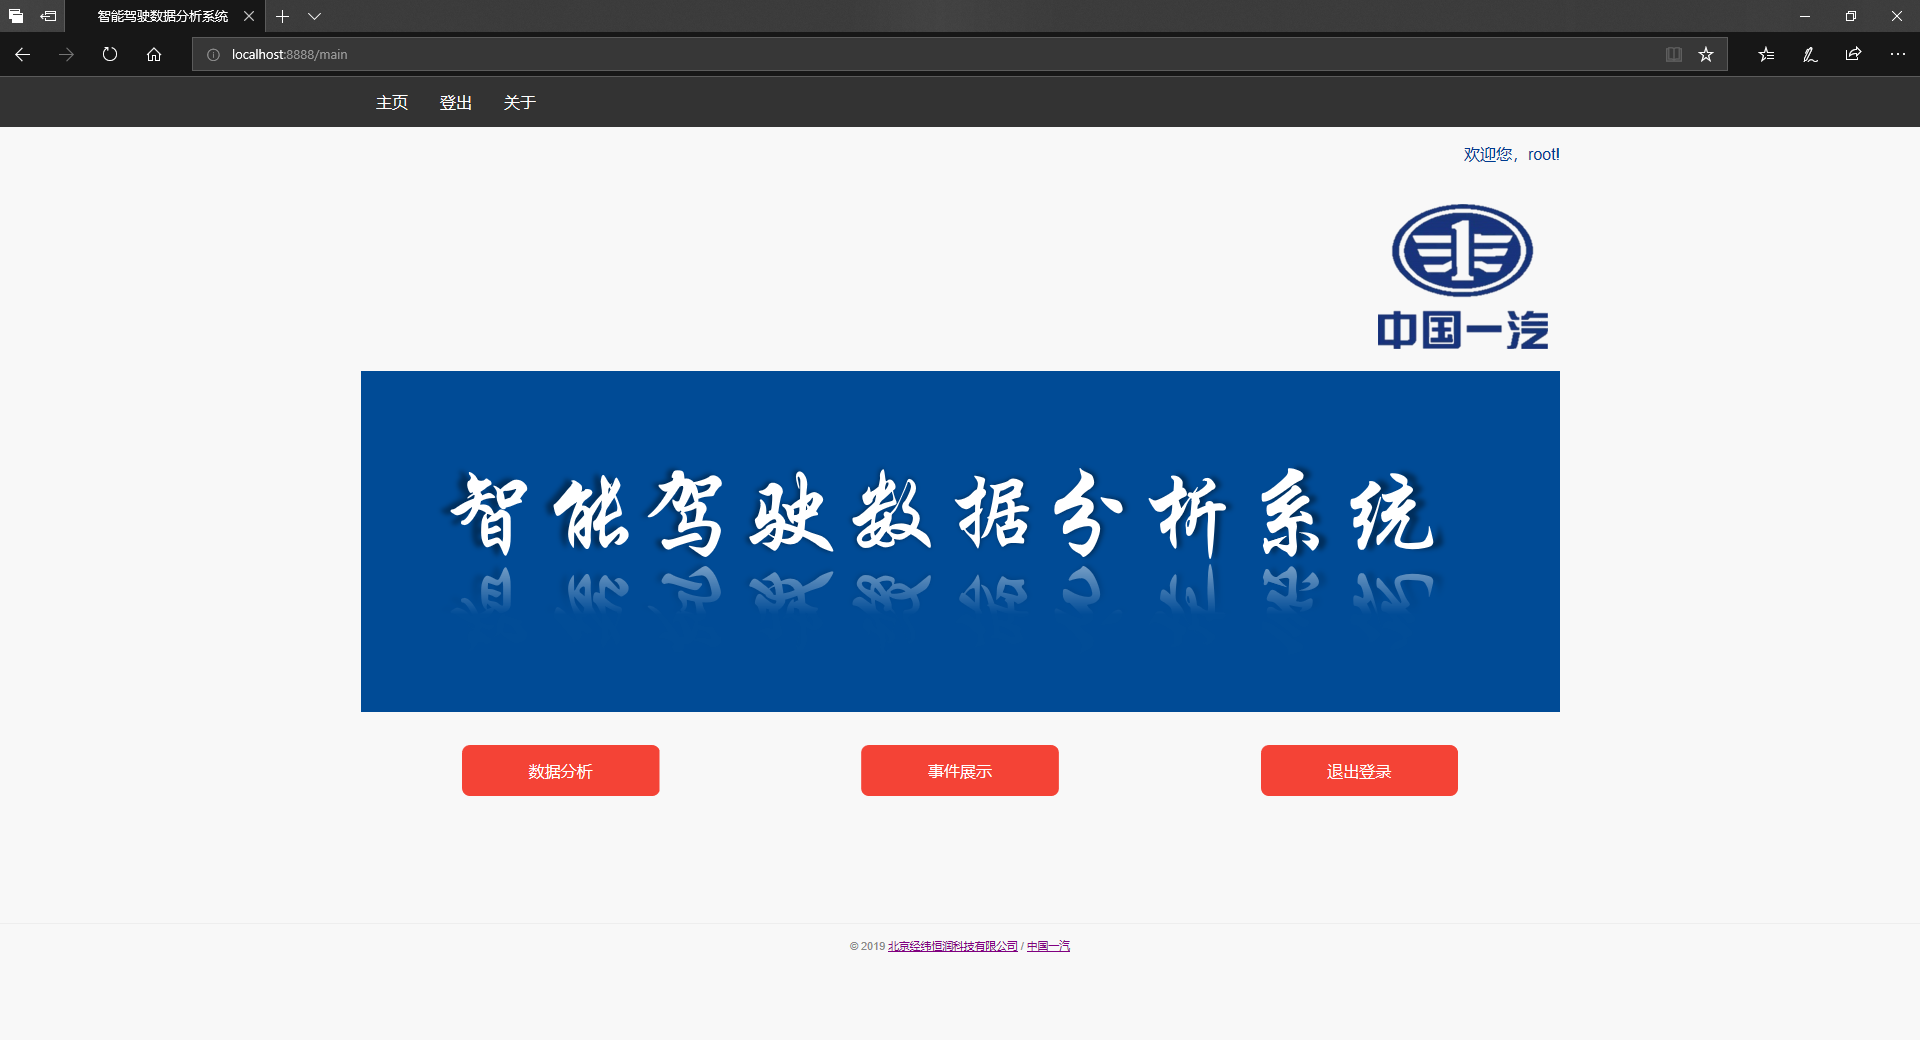 智能驾驶数据分析系统
localhost:8888/main
主页 登出 关于
欢迎您，root!
中国一汽
智能驾驶数据分析系统
数据分析 事件展示 退出登录
© 2019 北京经纬恒润科技有限公司 / 中国一汽